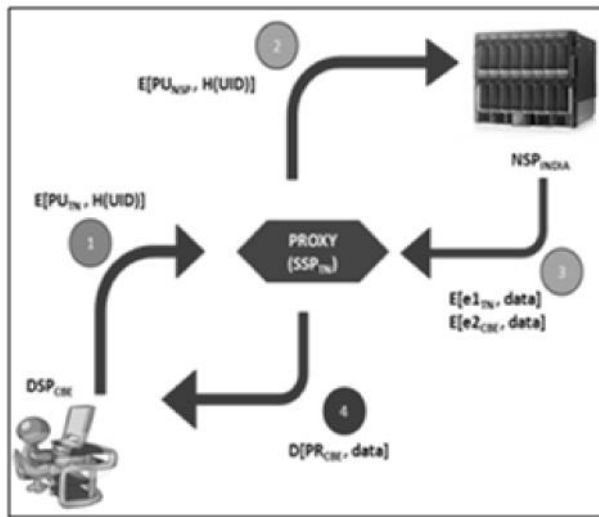 2
E[PU_NSP, H(UID)]
NSP_INDIA
E[PU_TN, H(UID)]
1
PROXY
(SSP_TN)
3
E[e1_TN, data]
E[e2_CBE, data]
DSP_CBE
4
D[PR_CBE, data]